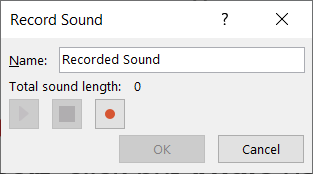 Record Sound ?
Name: Recorded Sound
Total sound length: 0
OK Cancel